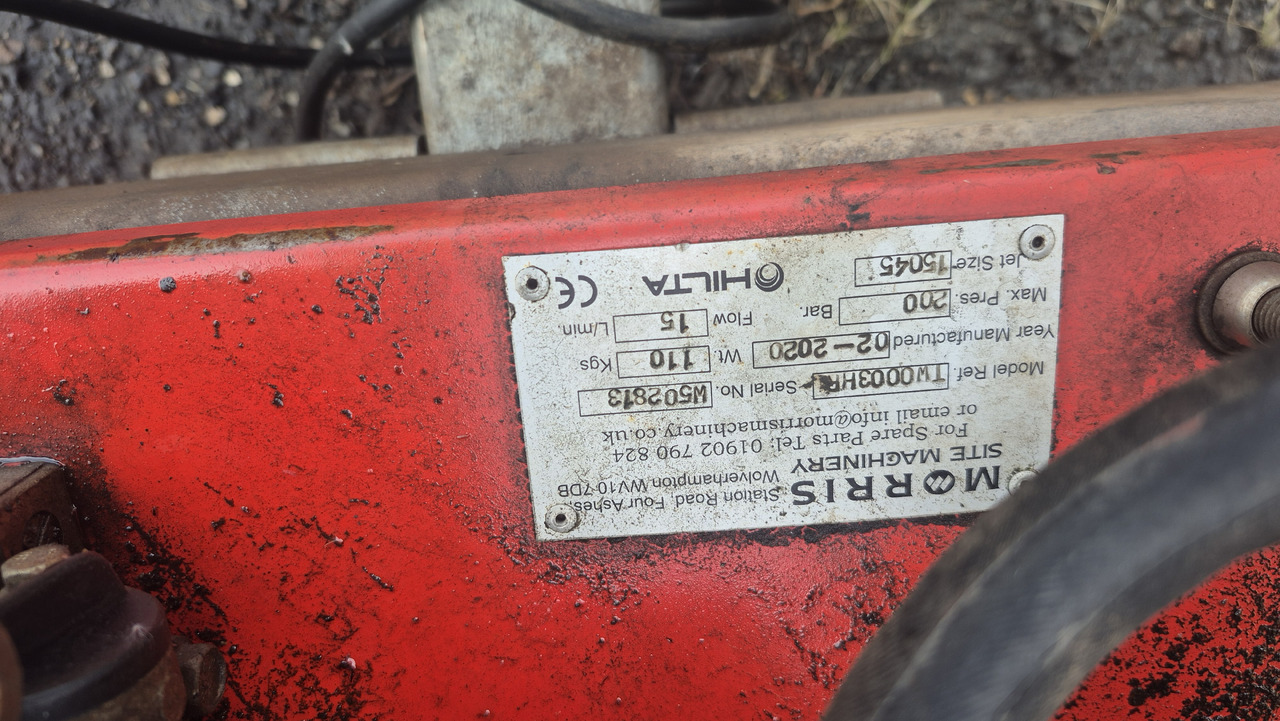 MORRIS
SITE MACHINERY
Station Road, Four Ashes,
Wolverhampton WV10 7DB
For Spare Parts Tel: 01902 790 824
or email info@morrismachinery.co.uk
Model Ref. TW0003HR Serial No. W502813
Year Manufactured 02-2020 Wt. 110 Kgs
Max. Pres. 200 Bar. Flow 15 L/min.
Jet Size 15045 HILTA CE